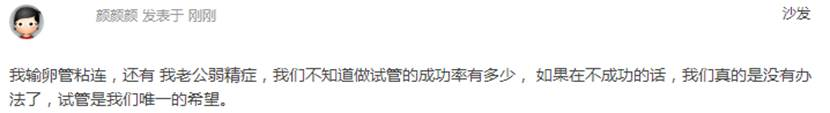 颜颜颜 发表于 刚刚
沙发
我输卵管粘连，还有 我老公弱精症，我们不知道做试管的成功率有多少， 如果在不成功的话，我们真的是没有办
法了，试管是我们唯一的希望。